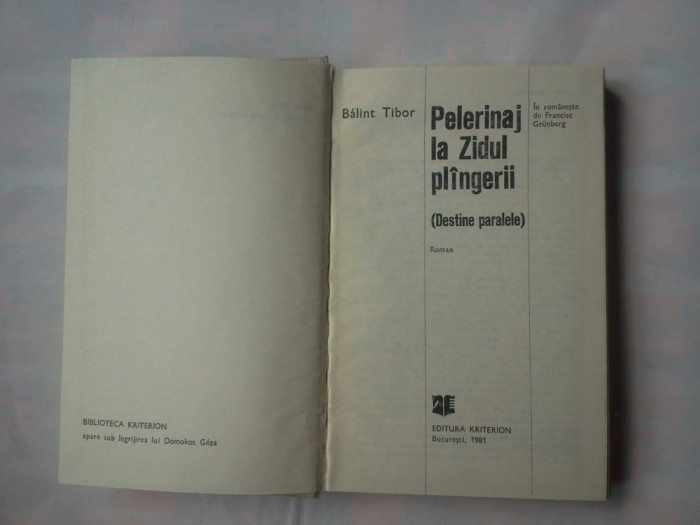 BIBLIOTECA KRITERION
apare sub îngrijirea lui Domokos Géza
Bálint Tibor
Pelerinaj
la Zidul
plîngerii
(Destine paralele)
Roman
În românește
de Francisc
Grünberg
EDITURA KRITERION
București, 1981